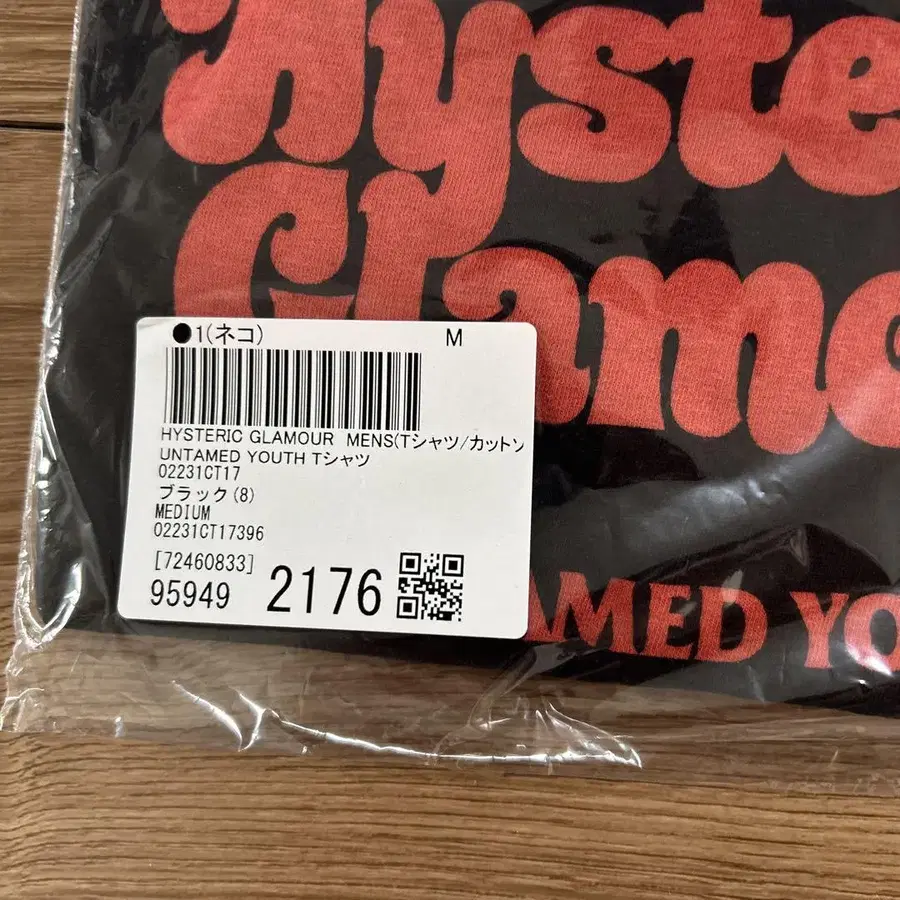 Hyste
Glamo
●1(ネコ) M
HYSTERIC GLAMOUR MENS(Tシャツ/カットソ
UNTAMED YOUTH Tシャツ
02231CT17
ブラック(8)
MEDIUM
02231CT17396
[72460833]
95949 2176
AMED YO